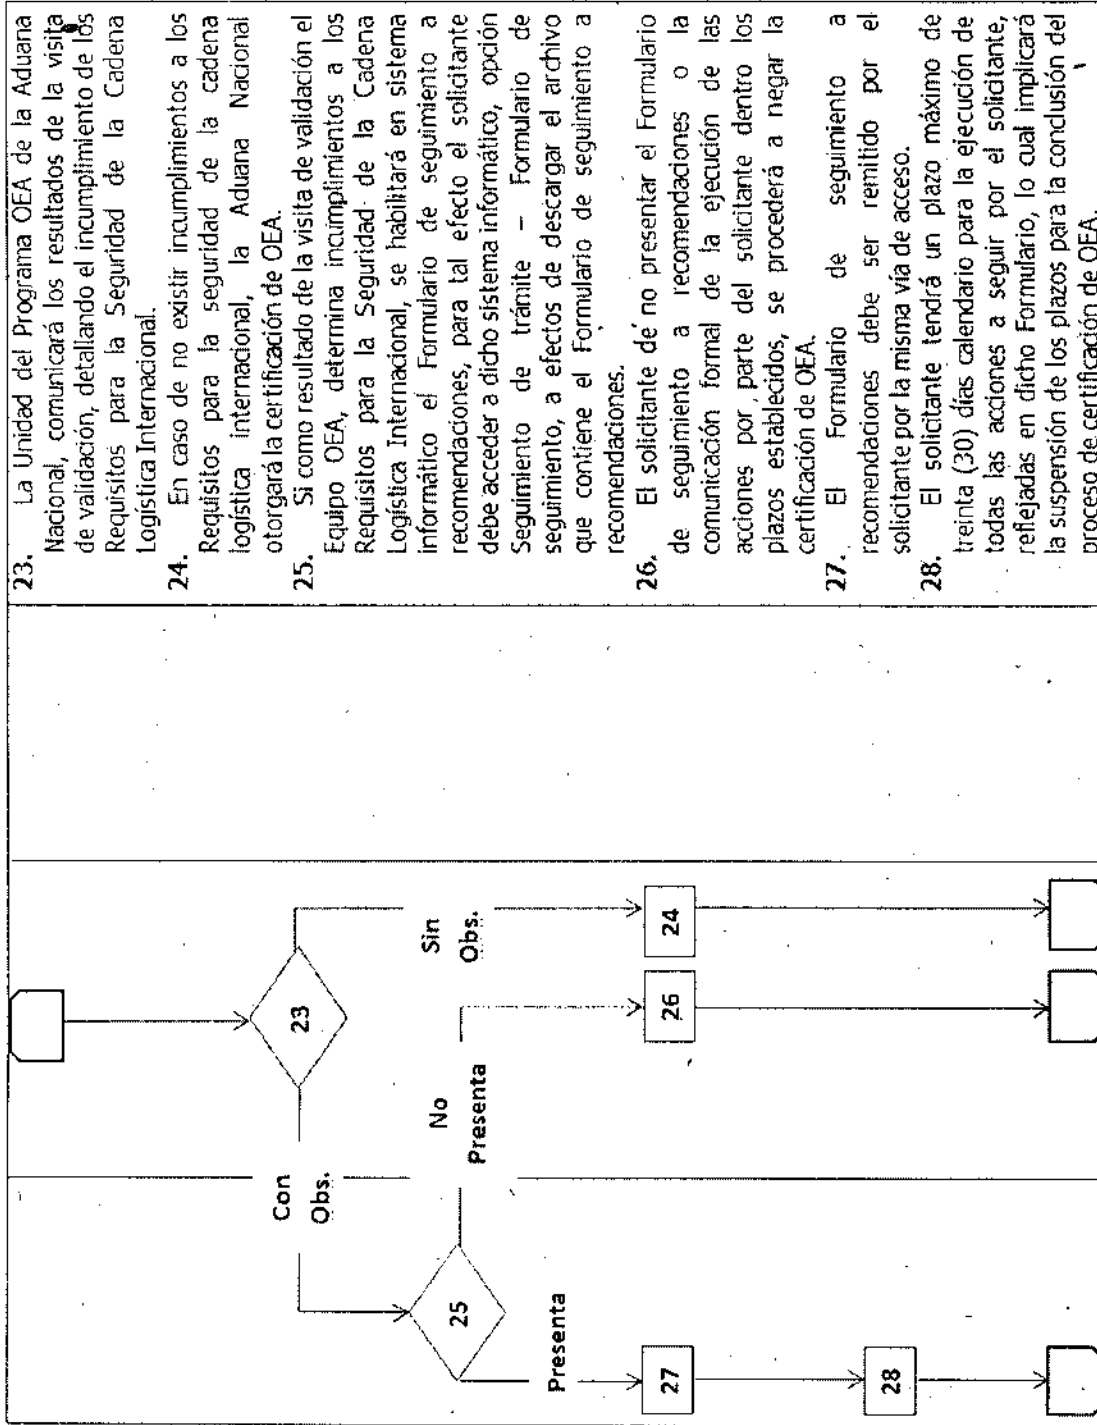 23
Con
Obs.
Sin
Obs.
25
No
Presenta
Presenta
27
26
24
28
23. La Unidad del Programa OEA de la Aduana
Nacional, comunicará los resultados de la visita
de validación, detallando el incumplimiento de los
Requisitos para la Seguridad de la Cadena
Logística Internacional.
24. En caso de no existir incumplimientos a los
Requisitos para la seguridad de la cadena
logística internacional, la Aduana Nacional
otorgará la certificación de OEA.
25. Si como resultado de la visita de validación el
Equipo OEA, determina incumplimientos a los
Requisitos para la Seguridad de la Cadena
Logística Internacional, se habilitará en sistema
informático el Formulario de seguimiento a
recomendaciones, para tal efecto el solicitante
debe acceder a dicho sistema informático, opción
Seguimiento de trámite – Formulario de
seguimiento, a efectos de descargar el archivo
que contiene el Formulario de seguimiento a
recomendaciones.
26. El solicitante de no presentar el Formulario
de seguimiento a recomendaciones o la
comunicación formal de la ejecución de las
acciones por parte del solicitante dentro los
plazos establecidos, se procederá a negar la
certificación de OEA.
27. El Formulario de seguimiento a
recomendaciones debe ser remitido por el
solicitante por la misma vía de acceso.
28. El solicitante tendrá un plazo máximo de
treinta (30) días calendario para la ejecución de
todas las acciones a seguir por el solicitante,
reflejadas en dicho Formulario, lo cual implicará
la suspensión de los plazos para la conclusión del
proceso de certificación de OEA.